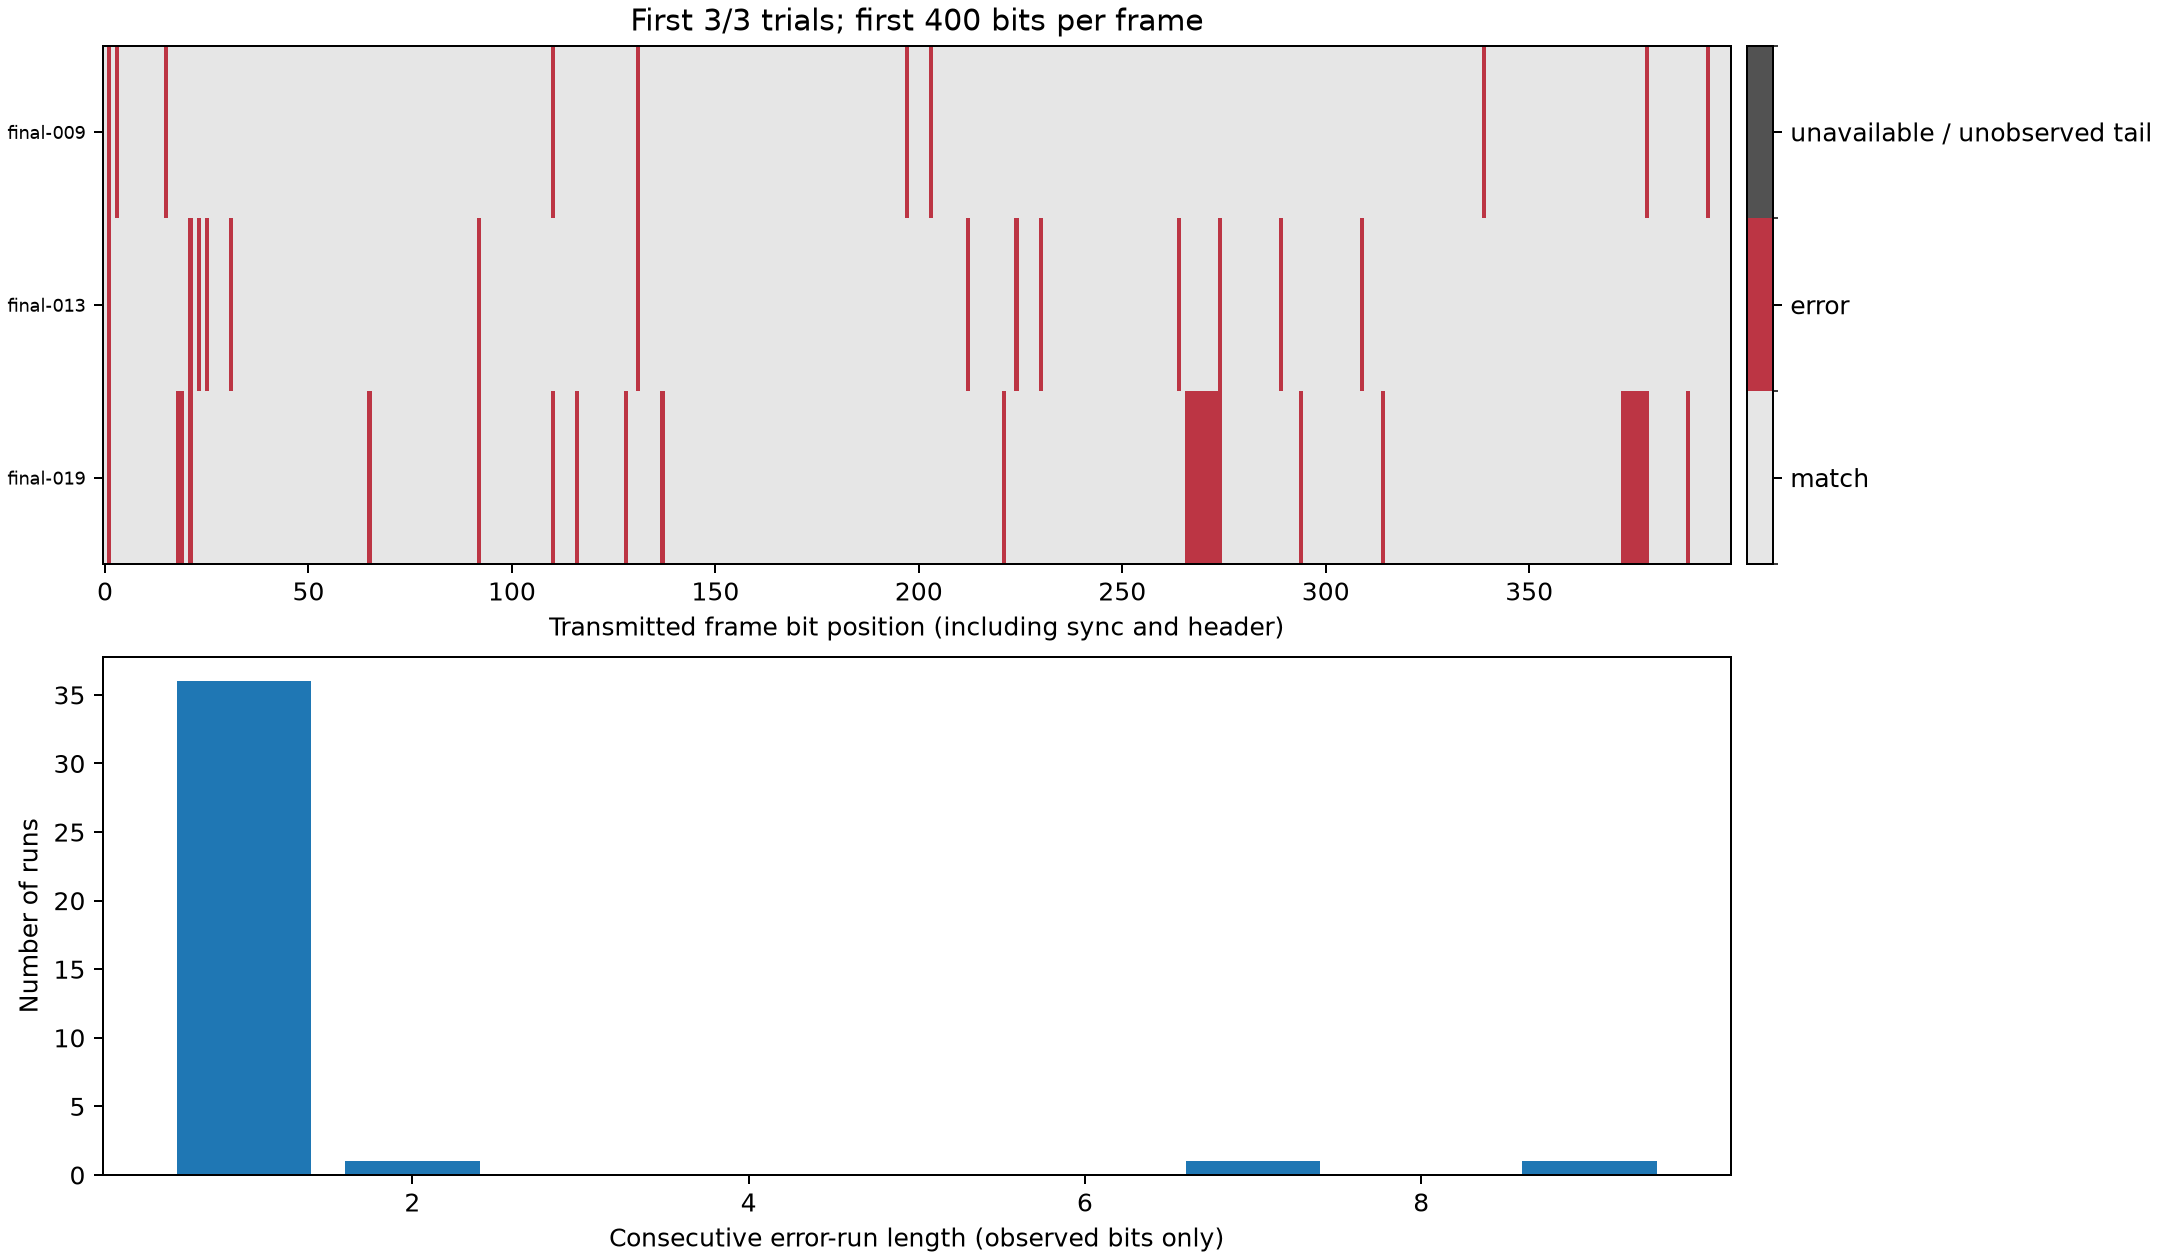 First 3/3 trials; first 400 bits per frame
final-009
final-013
final-019
unavailable / unobserved tail
error
match
0 50 100 150 200 250 300 350
Transmitted frame bit position (including sync and header)
35
30
25
20
15
10
5
0
Number of runs
2 4 6 8
Consecutive error-run length (observed bits only)